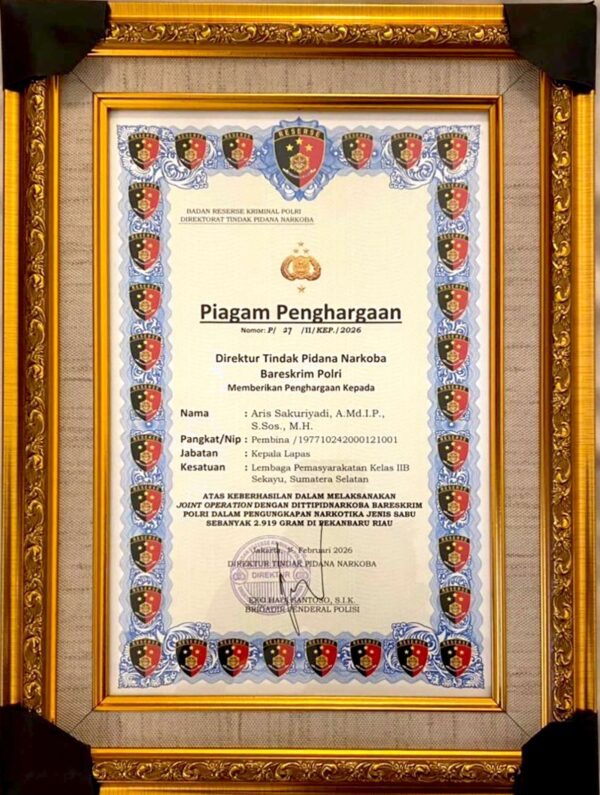 RESERSE
BADAN RESERSE KRIMINAL POLRI
DIREKTORAT TINDAK PIDANA NARKOBA
Piagam Penghargaan
Nomor: P/ 27 /II/KEP./2026
Direktur Tindak Pidana Narkoba
Bareskrim Polri
Memberikan Penghargaan Kepada
Nama : Aris Sakuriyadi, A.Md.I.P.,
S.Sos., M.H.
Pangkat/Nip : Pembina /197710242000121001
Jabatan : Kepala Lapas
Kesatuan : Lembaga Pemasyarakatan Kelas IIB
Sekayu, Sumatera Selatan
ATAS KEBERHASILAN DALAM MELAKSANAKAN
JOINT OPERATION DENGAN DITTIPIDNARKOBA BARESKRIM
POLRI DALAM PENGUNGKAPAN NARKOTIKA JENIS SABU
SEBANYAK 2.919 GRAM DI PEKANBARU RIAU
Jakarta, Februari 2026
DIREKTUR TINDAK PIDANA NARKOBA
DIREKTUR
EKO HADI SANTOSO, S.I.K.
BRIGADIR JENDERAL POLISI